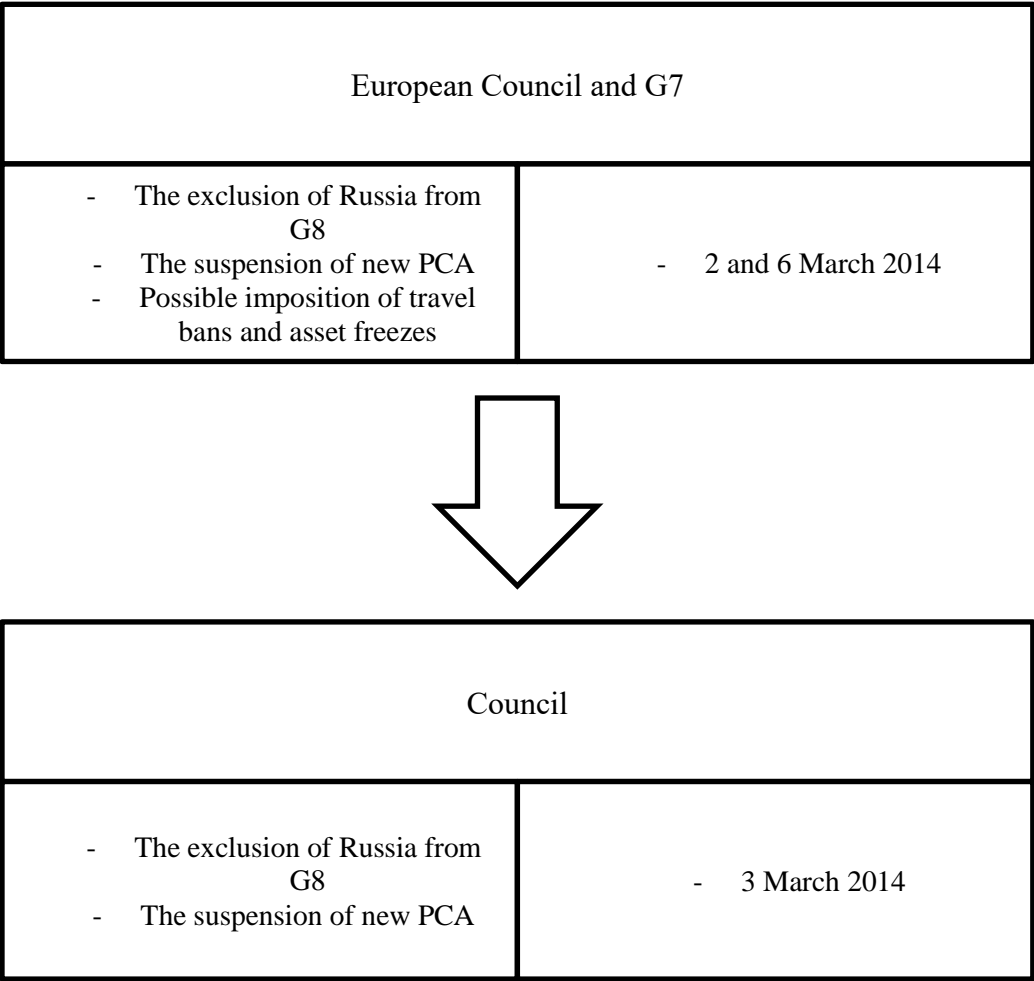 European Council and G7
- The exclusion of Russia from
G8
- The suspension of new PCA
- Possible imposition of travel
bans and asset freezes
- 2 and 6 March 2014
Council
- The exclusion of Russia from
G8
- The suspension of new PCA
- 3 March 2014